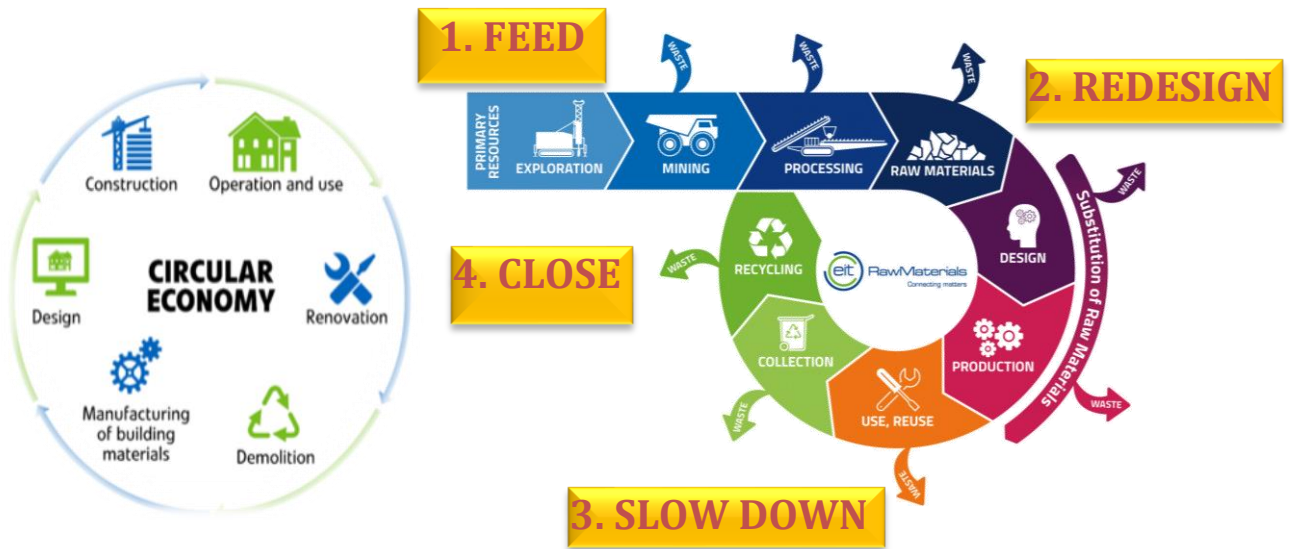 Construction
Operation and use
Design
CIRCULAR
ECONOMY
Renovation
Manufacturing
of building
materials
Demolition
1. FEED
WASTE
WASTE
WASTE
2. REDESIGN
PRIMARY
RESOURCES
EXPLORATION
MINING
PROCESSING
RAW MATERIALS
WASTE
Substitution of Raw Materials
DESIGN
4. CLOSE
WASTE
RECYCLING
eit RawMaterials
Connecting matters
COLLECTION
PRODUCTION
WASTE
WASTE
USE, REUSE
WASTE
3. SLOW DOWN